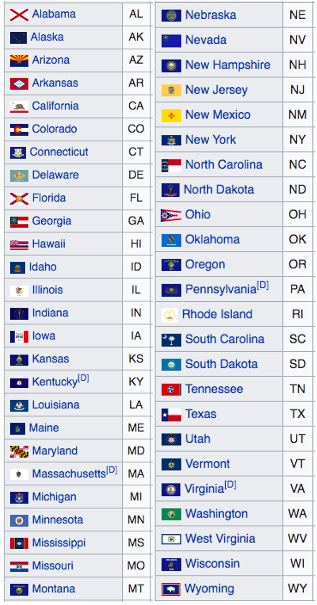 Alabama AL
Alaska AK
Arizona AZ
Arkansas AR
California CA
Colorado CO
Connecticut CT
Delaware DE
Florida FL
Georgia GA
Hawaii HI
Idaho ID
Illinois IL
Indiana IN
Iowa IA
Kansas KS
Kentucky[D] KY
Louisiana LA
Maine ME
Maryland MD
Massachusetts[D] MA
Michigan MI
Minnesota MN
Mississippi MS
Missouri MO
Montana MT
Nebraska NE
Nevada NV
New Hampshire NH
New Jersey NJ
New Mexico NM
New York NY
North Carolina NC
North Dakota ND
Ohio OH
Oklahoma OK
Oregon OR
Pennsylvania[D] PA
Rhode Island RI
South Carolina SC
South Dakota SD
Tennessee TN
Texas TX
Utah UT
Vermont VT
Virginia[D] VA
Washington WA
West Virginia WV
Wisconsin WI
Wyoming WY